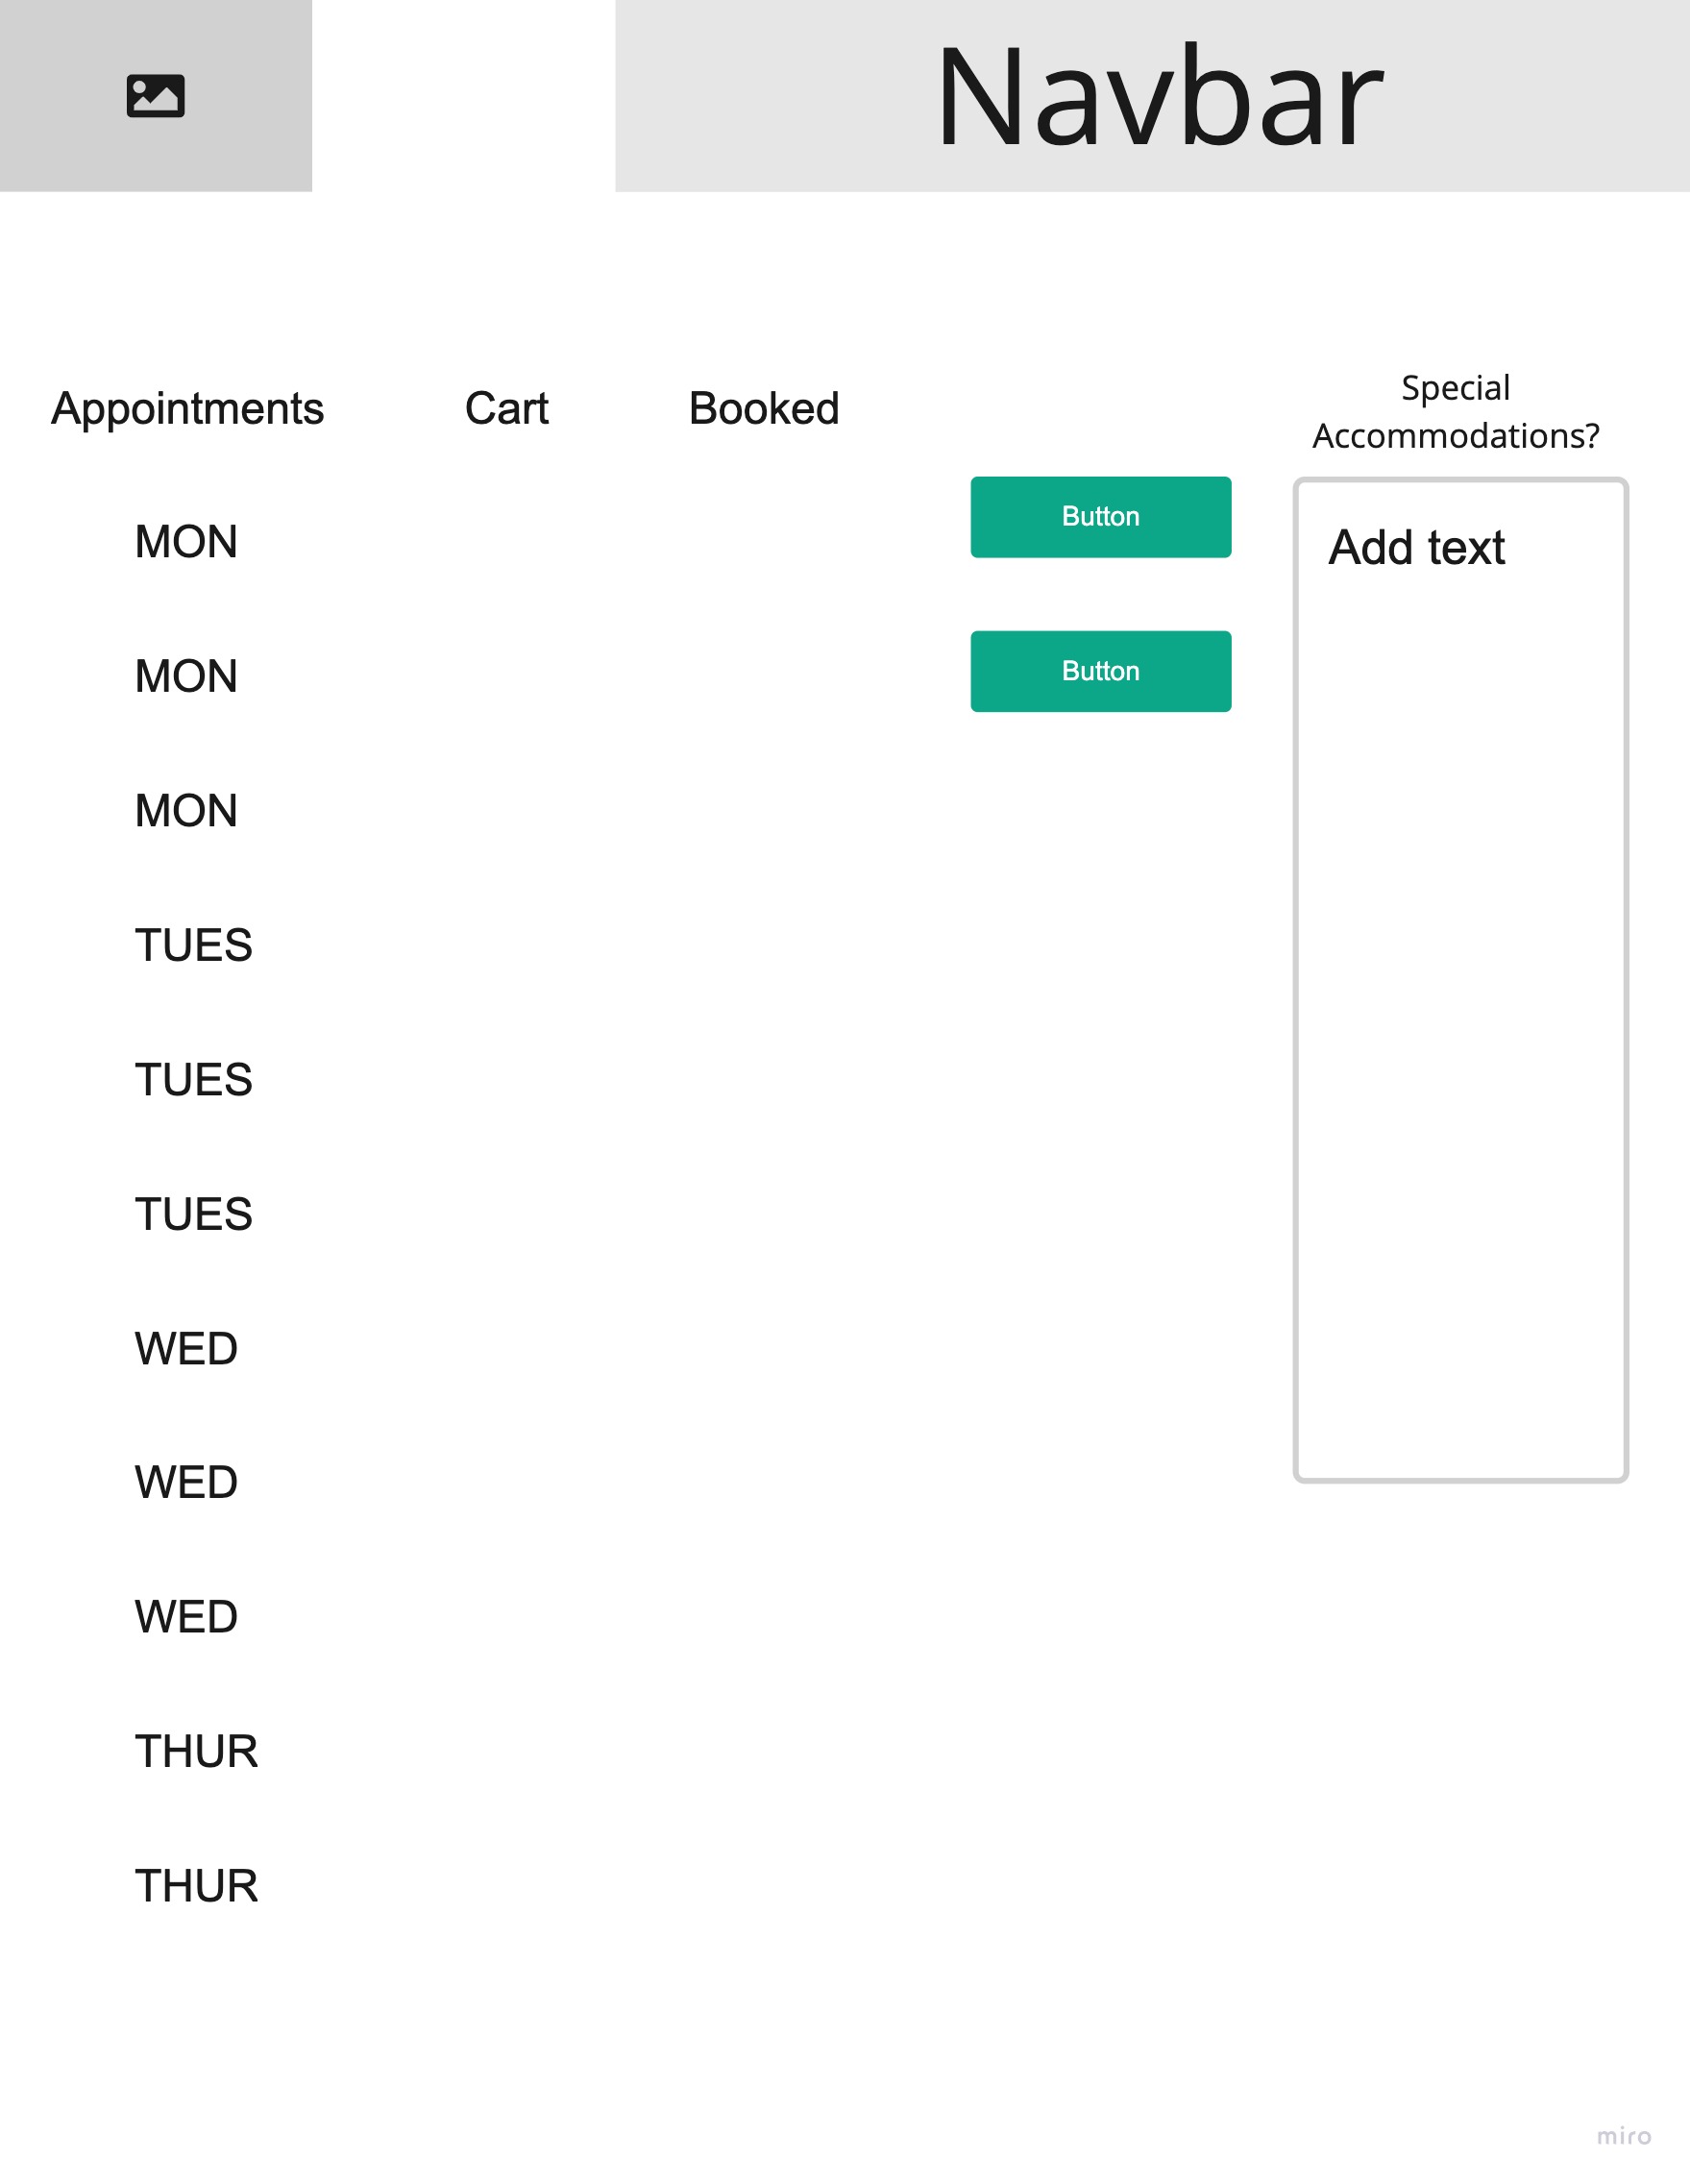 Navbar
Appointments
Cart
Booked
Special
Accommodations?
MON
MON
MON
TUES
TUES
TUES
WED
WED
WED
THUR
THUR
Button
Button
Add text
miro